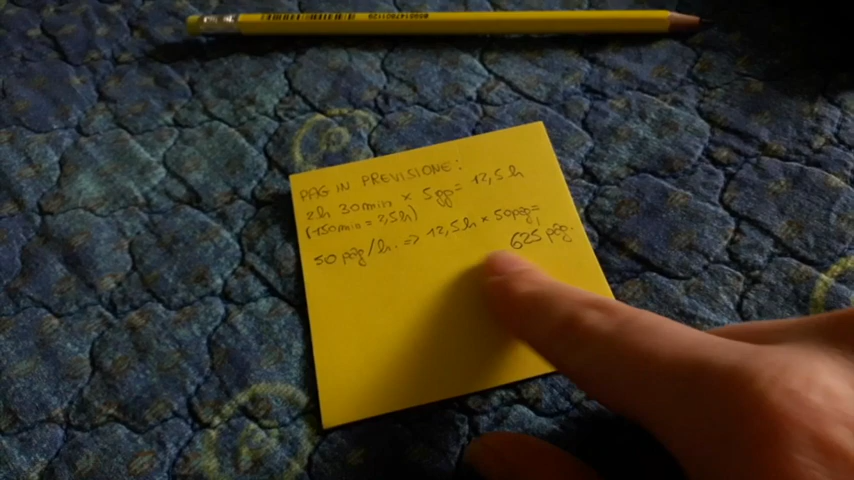 PAG IN PREVISIONE:
2h 30min × 5gg = 12,5h
(150min = 2,5h)
50 pag/h. => 12,5h × 50pag=
625 pag.